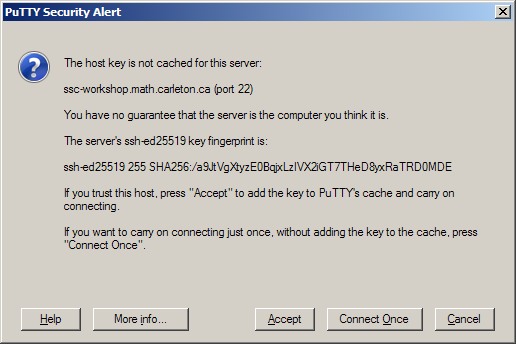 PuTTY Security Alert
The host key is not cached for this server:
ssc-workshop.math.carleton.ca (port 22)
You have no guarantee that the server is the computer you think it is.
The server's ssh-ed25519 key fingerprint is:
ssh-ed25519 255 SHA256:/a9JtVgXtyzE0BqjxLzIVX2iGT7THeD8yxRaTRD0MDE
If you trust this host, press "Accept" to add the key to PuTTY's cache and carry on
connecting.
If you want to carry on connecting just once, without adding the key to the cache, press
"Connect Once".
Help More info... Accept Connect Once Cancel